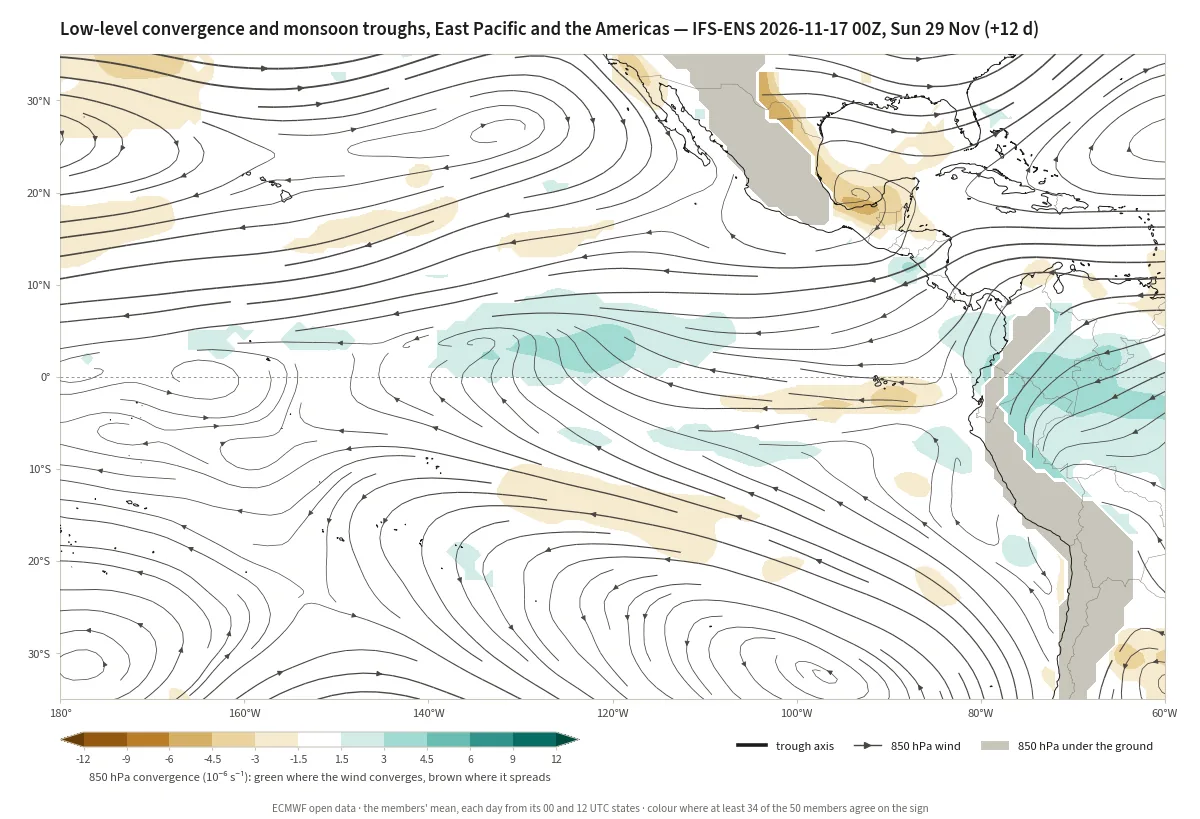 Low-level convergence and monsoon troughs, East Pacific and the Americas — IFS-ENS 2026-11-17 00Z, Sun 29 Nov (+12 d)
30°N
20°N
10°N
0°
10°S
20°S
30°S
180° 160°W 140°W 120°W 100°W 80°W 60°W
-12 -9 -6 -4.5 -3 -1.5 1.5 3 4.5 6 9 12
850 hPa convergence (10⁻⁶ s⁻¹): green where the wind converges, brown where it spreads
trough axis 850 hPa wind 850 hPa under the ground
ECMWF open data · the members' mean, each day from its 00 and 12 UTC states · colour where at least 34 of the 50 members agree on the sign